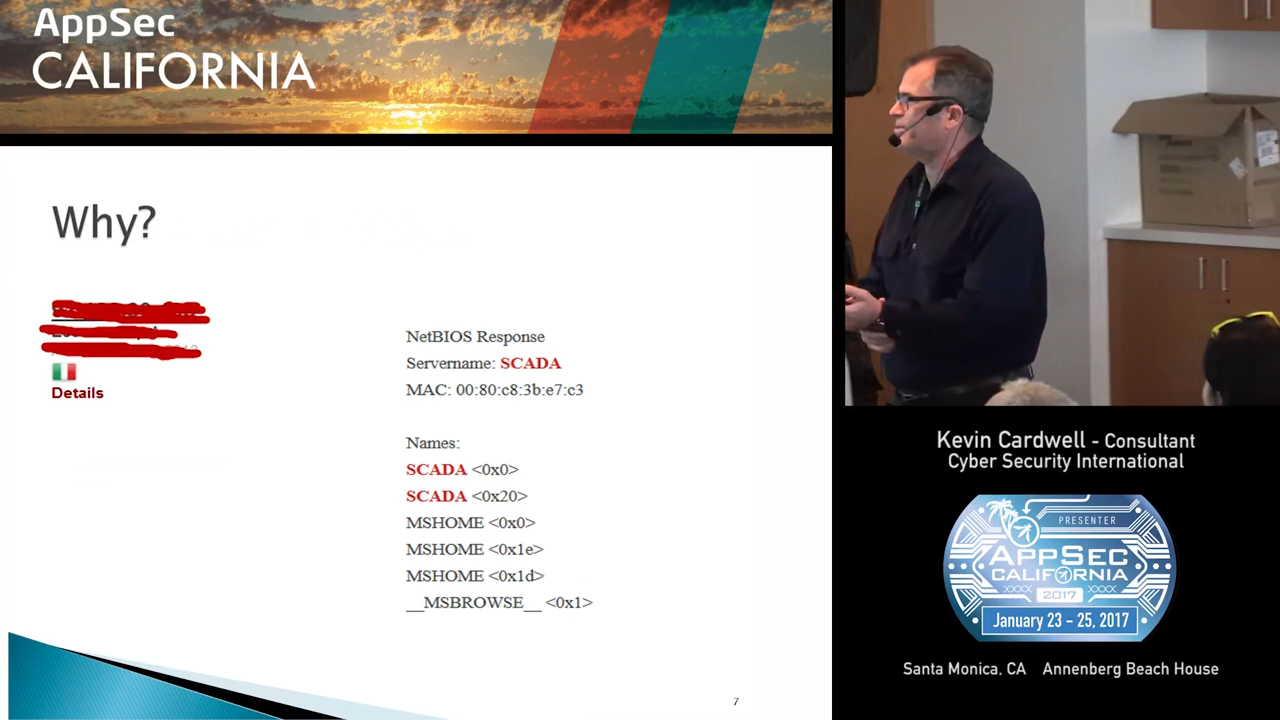 AppSec
CALIFORNIA
Why?
Details
NetBIOS Response
Servername: SCADA
MAC: 00:80:c8:3b:e7:c3
Names:
SCADA <0x0>
SCADA <0x20>
MSHOME <0x0>
MSHOME <0x1e>
MSHOME <0x1d>
__MSBROWSE__ <0x1>
7
Kevin Cardwell - Consultant
Cyber Security International
PRESENTER
APPSEC
CALIFORNIA
2017
January 23 - 25, 2017
Santa Monica, CA Annenberg Beach House